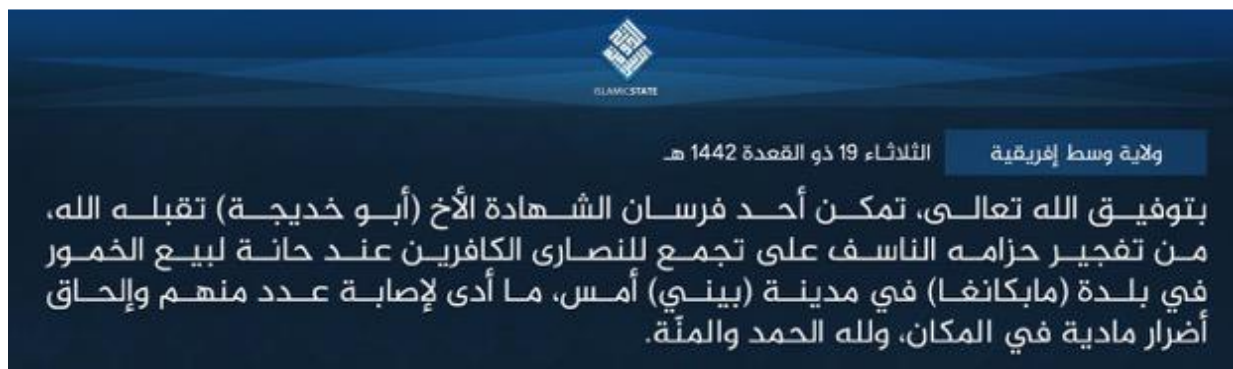 ISLAMIC STATE
ولاية وسط إفريقية الثلاثاء 19 ذو القعدة 1442 هـ
بتوفيق الله تعالى، تمكن أحد فرسان الشهادة الأخ (أبو خديجة) تقبله الله،
من تفجير حزامه الناسف على تجمع للنصارى الكافرين عند حانة لبيع الخمور
في بلدة (مابكانغا) في مدينة (بيني) أمس، ما أدى لإصابة عدد منهم وإلحاق
أضرار مادية في المكان، ولله الحمد والمنّة.